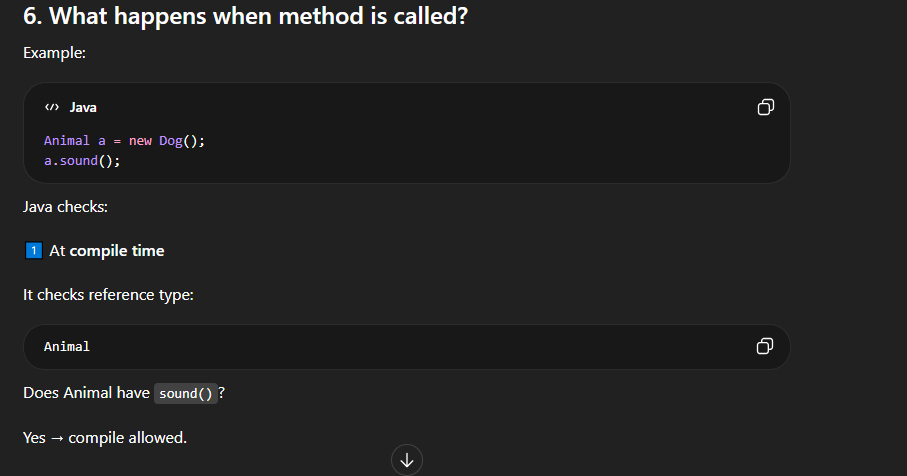 6. What happens when method is called?
Example:
</> Java
Animal a = new Dog();
a.sound();
Java checks:
1 At compile time
It checks reference type:
Animal
Does Animal have sound()?
Yes → compile allowed.